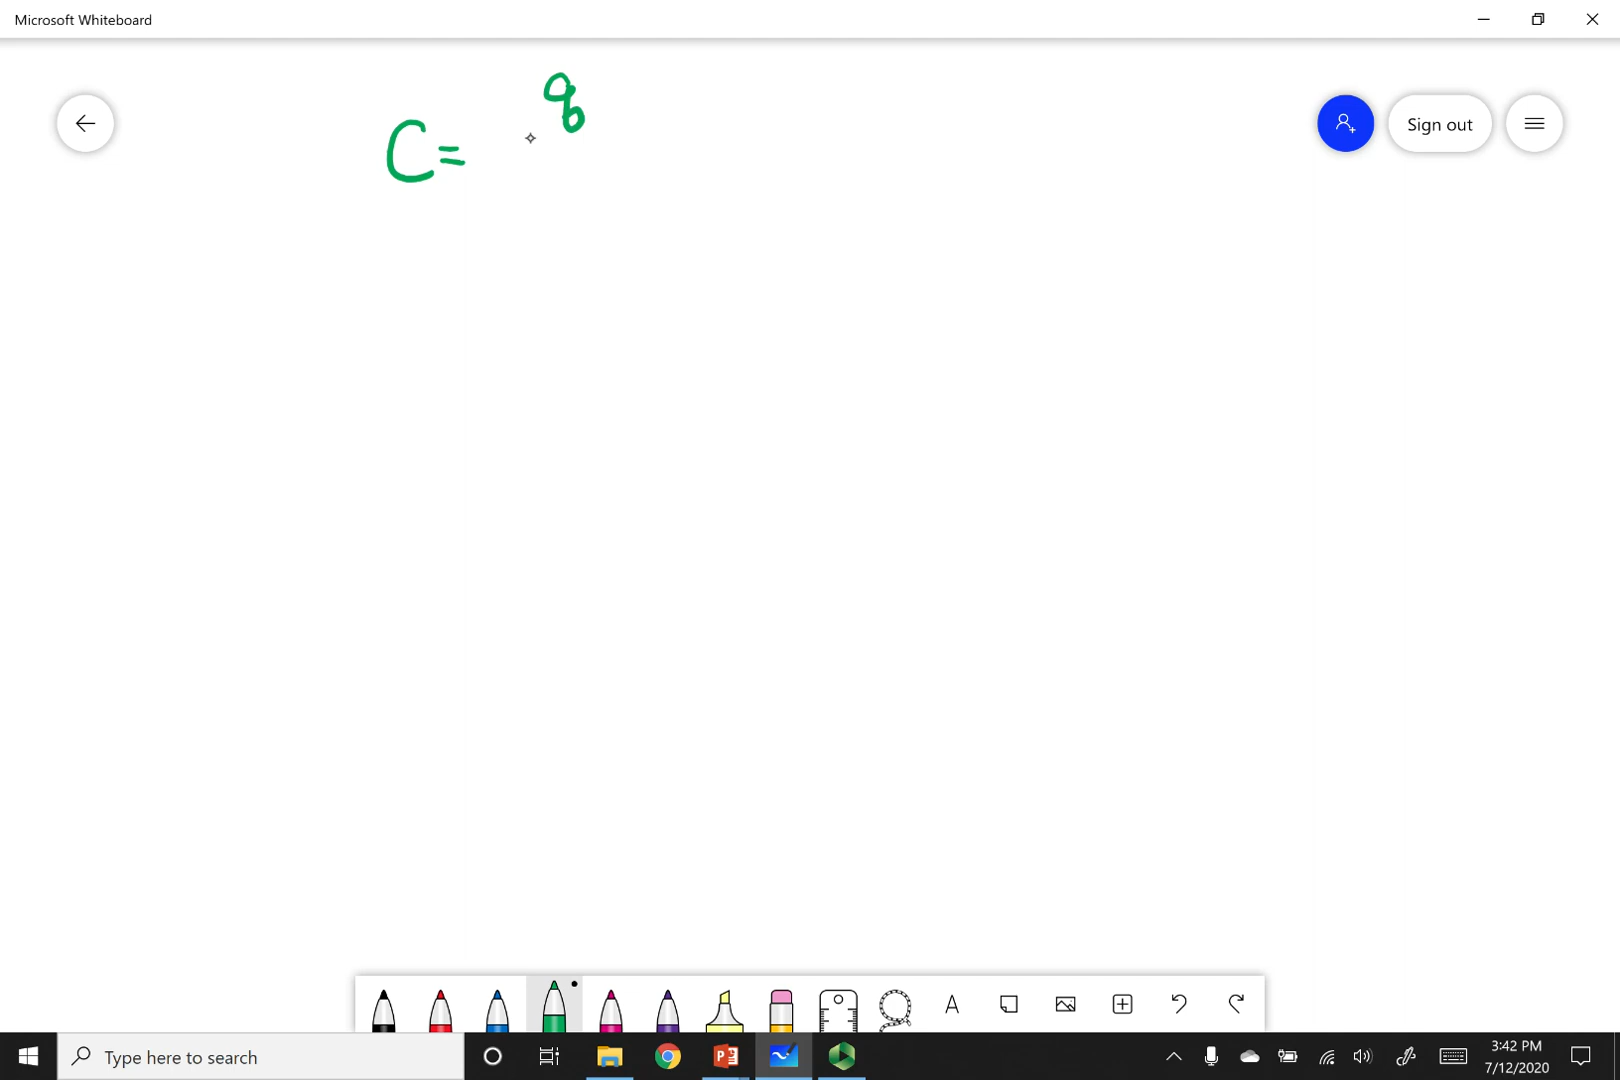 Microsoft Whiteboard
q
C=
Sign out
A
Type here to search
3:42 PM
7/12/2020